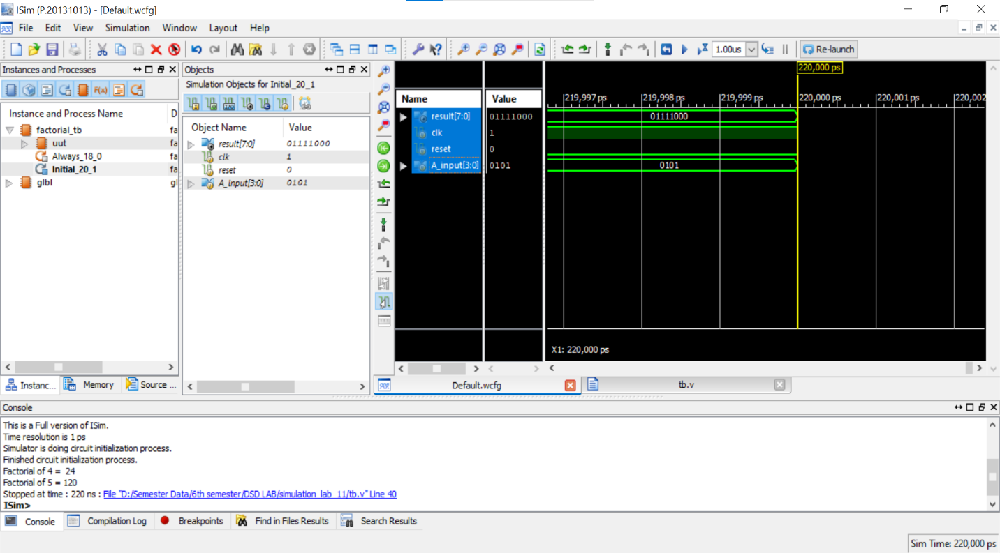 ISim (P.20131013) - [Default.wcfg]
File Edit View Simulation Window Layout Help
1.00us Re-launch
Instances and Processes
Instance and Process Name D
factorial_tb fa
uut fa
Always_18_0 fa
Initial_20_1 fa
glbl gl
Instanc... Memory Source ...
Objects
Simulation Objects for Initial_20_1
Object Name Value
result[7:0] 01111000
clk 1
reset 0
A_input[3:0] 0101
Name Value
result[7:0] 01111000
clk 1
reset 0
A_input[3:0] 0101
220,000 ps
219,997 ps 219,998 ps 219,999 ps 220,000 ps 220,001 ps 220,002
01111000
0101
X1: 220,000 ps
Default.wcfg tb.v
Console
This is a Full version of ISim.
Time resolution is 1 ps
Simulator is doing circuit initialization process.
Finished circuit initialization process.
Factorial of 4 = 24
Factorial of 5 = 120
Stopped at time : 220 ns : File "D:/Semester Data/6th semester/DSD LAB/simulation_lab_11/tb.v" Line 40
ISim>
Console Compilation Log Breakpoints Find in Files Results Search Results
Sim Time: 220,000 ps